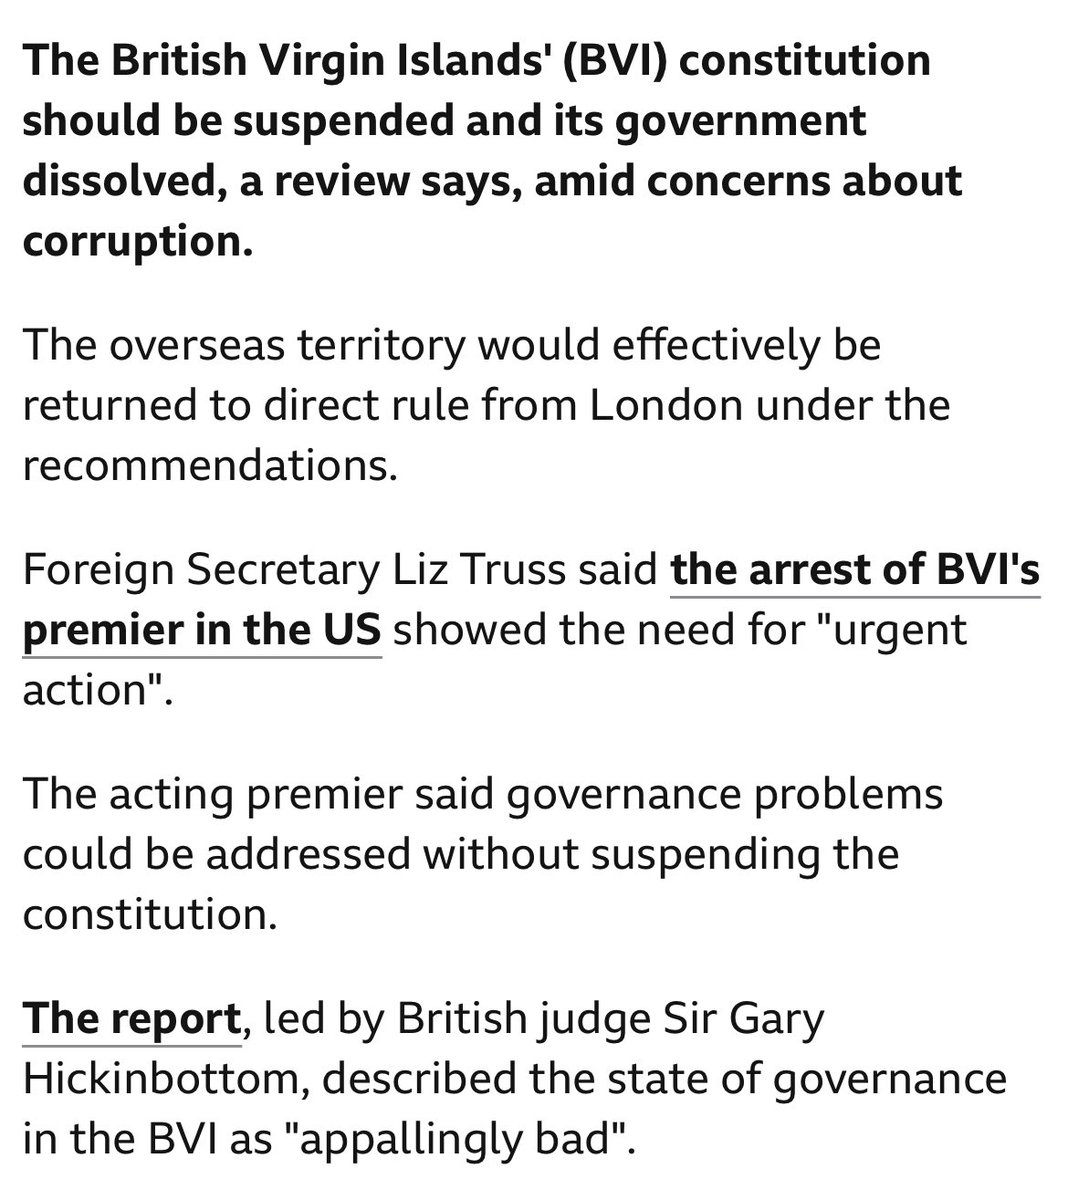 The British Virgin Islands' (BVI) constitution
should be suspended and its government
dissolved, a review says, amid concerns about
corruption.
The overseas territory would effectively be
returned to direct rule from London under the
recommendations.
Foreign Secretary Liz Truss said the arrest of BVI's
premier in the US showed the need for "urgent
action".
The acting premier said governance problems
could be addressed without suspending the
constitution.
The report, led by British judge Sir Gary
Hickinbottom, described the state of governance
in the BVI as "appallingly bad".